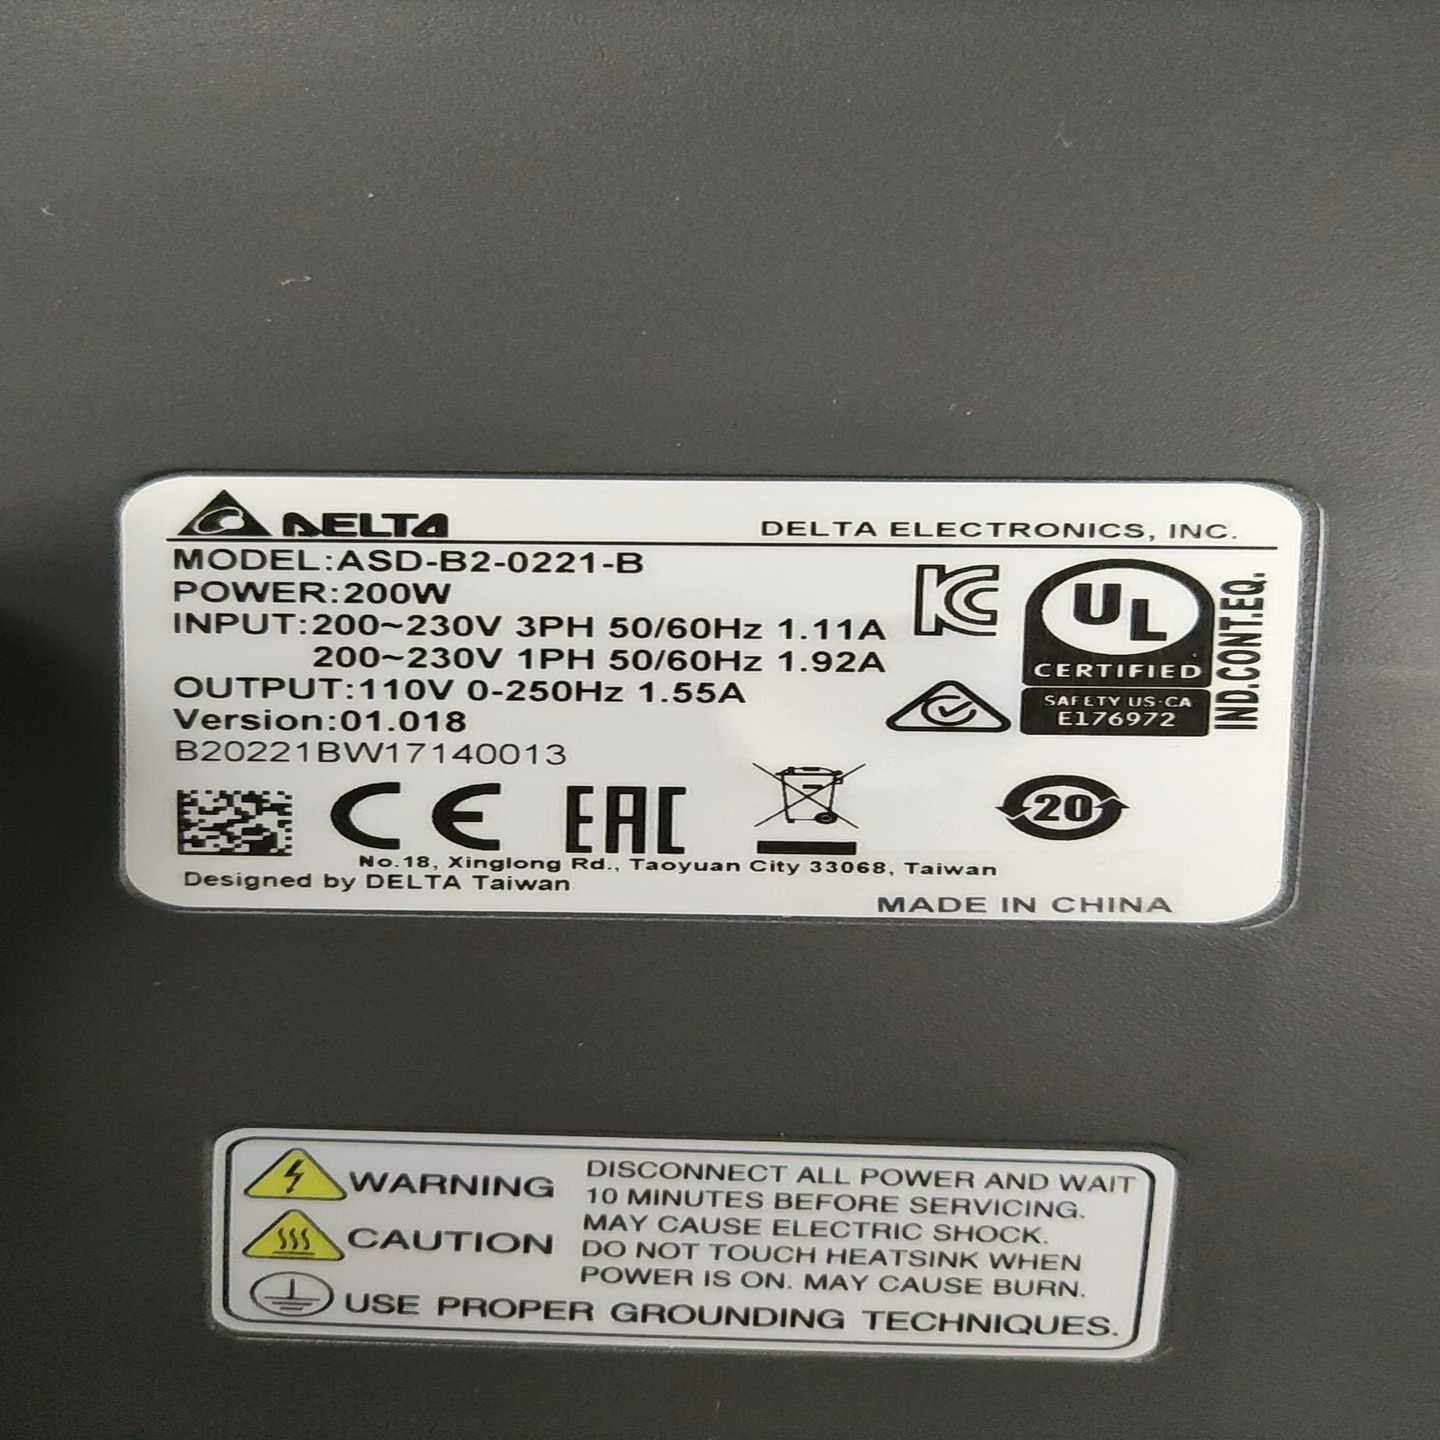 DELTA DELTA ELECTRONICS, INC.
MODEL:ASD-B2-0221-B
POWER:200W
INPUT:200~230V 3PH 50/60Hz 1.11A
200~230V 1PH 50/60Hz 1.92A
OUTPUT:110V 0-250Hz 1.55A
Version:01.018
B20221BW17140013
KC
UL
CERTIFIED
SAFETY US·CA
E176972
IND.CONT.EQ.
CE EAC 20
No.18, Xinglong Rd., Taoyuan City 33068, Taiwan
Designed by DELTA Taiwan
MADE IN CHINA
WARNING
DISCONNECT ALL POWER AND WAIT
10 MINUTES BEFORE SERVICING.
MAY CAUSE ELECTRIC SHOCK.
CAUTION
DO NOT TOUCH HEATSINK WHEN
POWER IS ON. MAY CAUSE BURN.
USE PROPER GROUNDING TECHNIQUES.